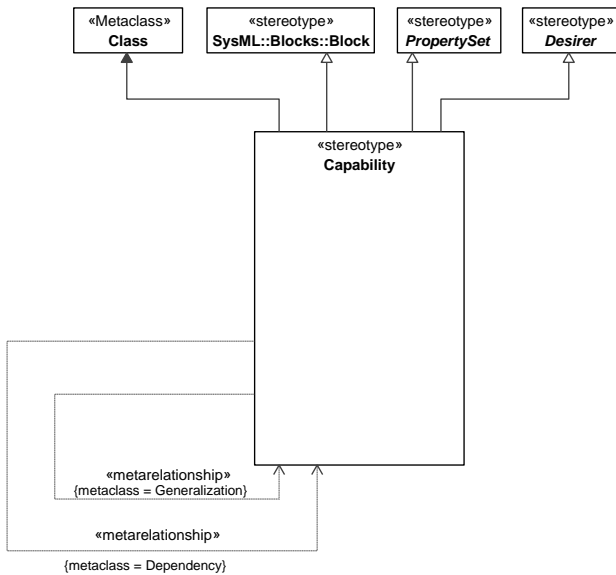 «Metaclass»
Class
«stereotype»
SysML::Blocks::Block
«stereotype»
PropertySet
«stereotype»
Desirer
«stereotype»
Capability
«metarelationship»
{metaclass = Generalization}
«metarelationship»
{metaclass = Dependency}